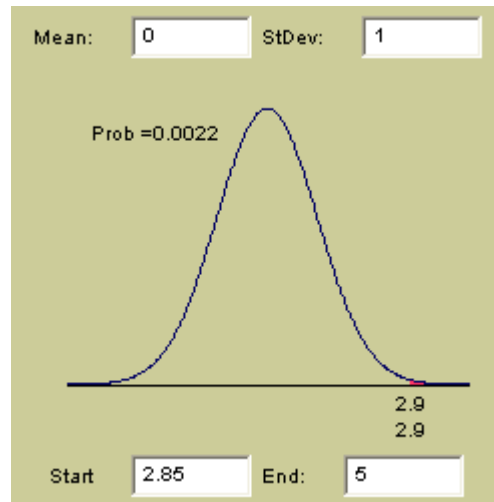 Mean: 0 StDev: 1
Prob =0.0022
2.9
2.9
Start 2.85 End: 5